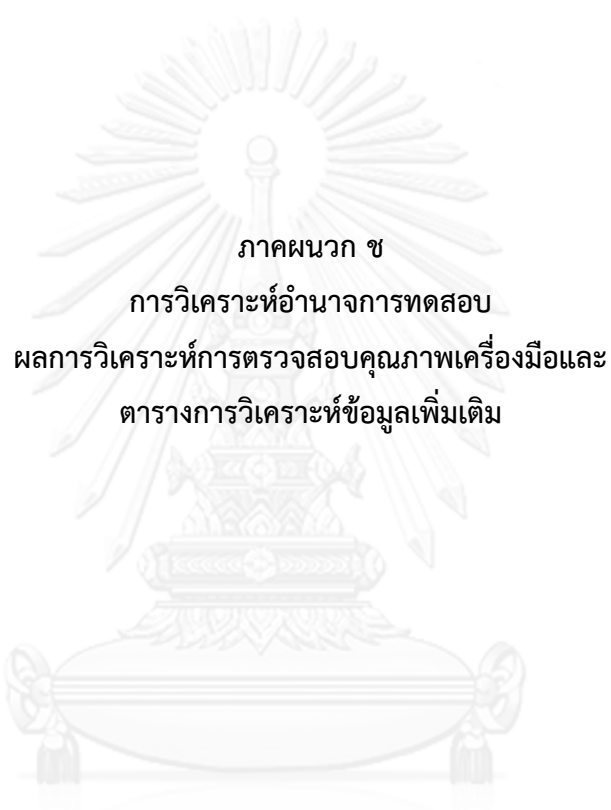 ภาคผนวก ช
การวิเคราะห์อำนาจการทดสอบ
ผลการวิเคราะห์การตรวจสอบคุณภาพเครื่องมือและ
ตารางการวิเคราะห์ข้อมูลเพิ่มเติม